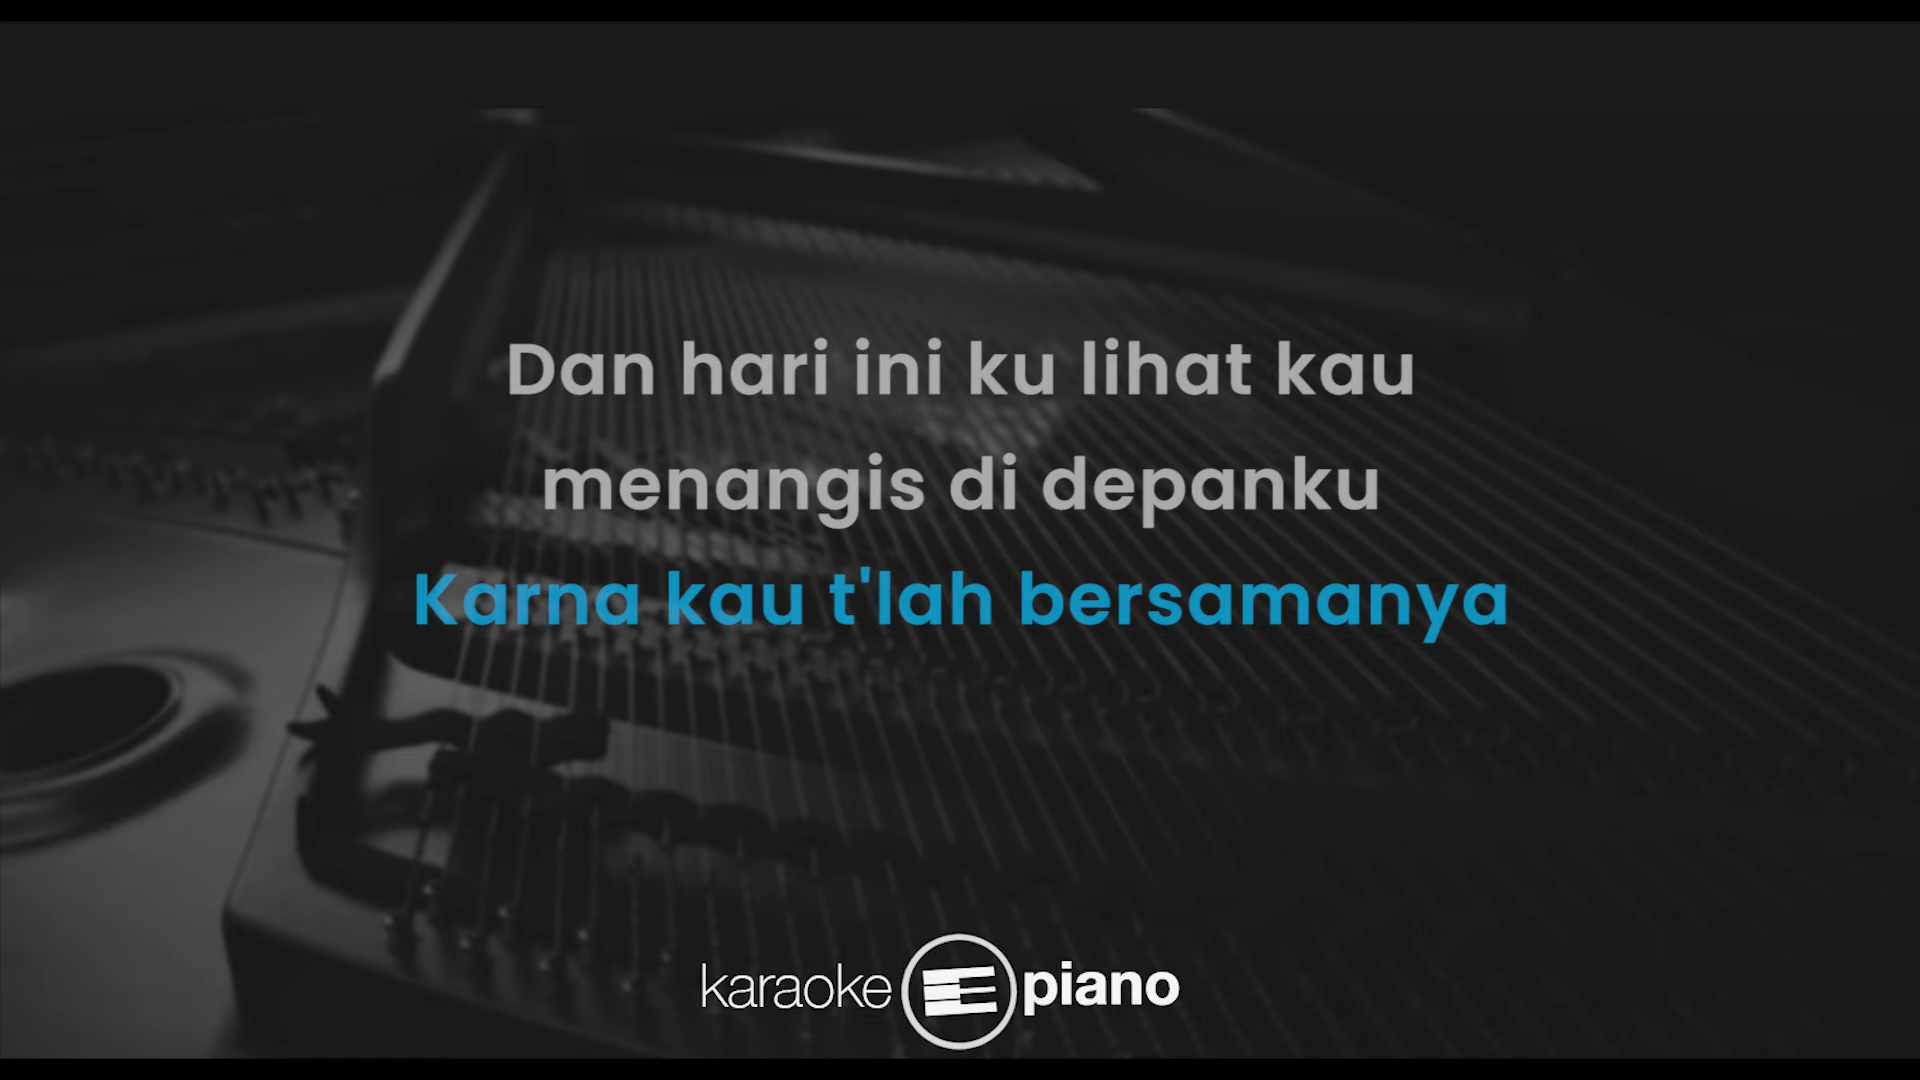 Dan hari ini ku lihat kau
menangis di depanku
Karna kau t'lah bersamanya
karaoke piano